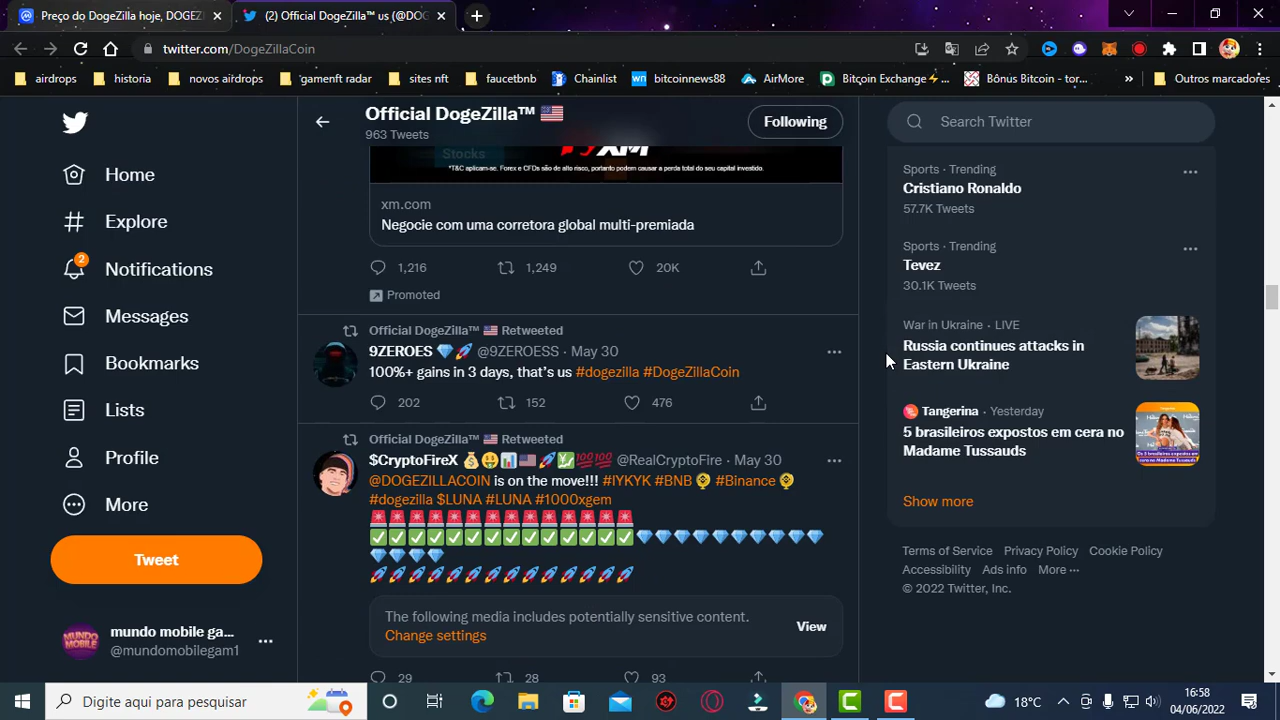 Preço do DogeZilla hoje, DOGEZ
(2) Official DogeZilla™ us (@DOG
twitter.com/DogeZillaCoin
airdrops
historia
novos airdrops
'gamenft radar
sites nft
faucetbnb
Chainlist
bitcoinnews88
AirMore
Bitcoin Exchange⚡...
Bônus Bitcoin - tor...
»
Outros marcadores
Official DogeZilla™ 🇺🇸
963 Tweets
Following
Search Twitter
Home
Explore
2
Notifications
Messages
Bookmarks
Lists
Profile
More
Tweet
mundo mobile ga...
@mundomobilegam1
Stocks
XM
*T&C aplicam-se. Forex e CFDs são de alto risco, portanto podem causar a perda total do seu capital investido.
xm.com
Negocie com uma corretora global multi-premiada
1,216 1,249 20K
Promoted
Official DogeZilla™ 🇺🇸 Retweeted
9ZEROES 💎🚀 @9ZEROESS · May 30
100%+ gains in 3 days, that's us #dogezilla #DogeZillaCoin
202 152 476
Official DogeZilla™ 🇺🇸 Retweeted
$CryptoFireX 💰🤑📊🇺🇸🚀💹💯💯 @RealCryptoFire · May 30
@DOGEZILLACOIN is on the move!!! #IYKYK #BNB #Binance
#dogezilla $LUNA #LUNA #1000xgem
🚨🚨🚨🚨🚨🚨🚨🚨🚨🚨🚨🚨🚨🚨
✅✅✅✅✅✅✅✅✅✅✅✅✅✅💎💎💎💎💎💎💎💎💎💎
💎💎💎💎
🚀🚀🚀🚀🚀🚀🚀🚀🚀🚀🚀🚀🚀🚀
The following media includes potentially sensitive content.
Change settings
View
29 28 93
Sports · Trending
Cristiano Ronaldo
57.7K Tweets
Sports · Trending
Tevez
30.1K Tweets
War in Ukraine · LIVE
Russia continues attacks in
Eastern Ukraine
Tangerina · Yesterday
5 brasileiros expostos em cera no
Madame Tussauds
Show more
Terms of Service Privacy Policy Cookie Policy
Accessibility Ads info More ···
© 2022 Twitter, Inc.
Digite aqui para pesquisar
18°C
16:58
04/06/2022